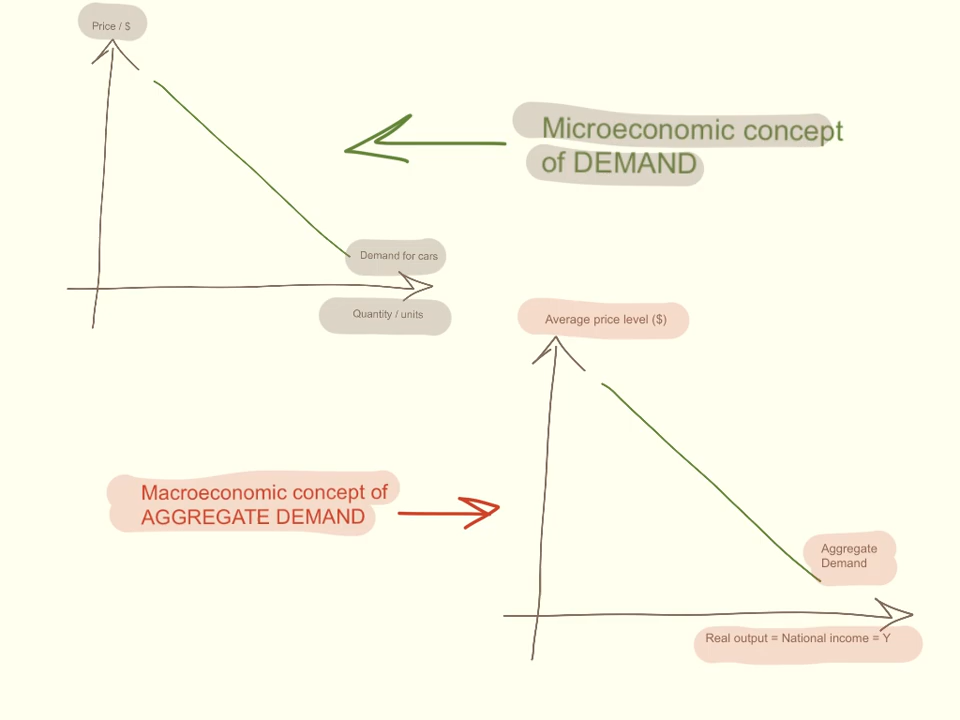 Price / $
Microeconomic concept
of DEMAND
Demand for cars
Quantity / units
Average price level ($)
Macroeconomic concept of
AGGREGATE DEMAND
Aggregate
Demand
Real output = National income = Y